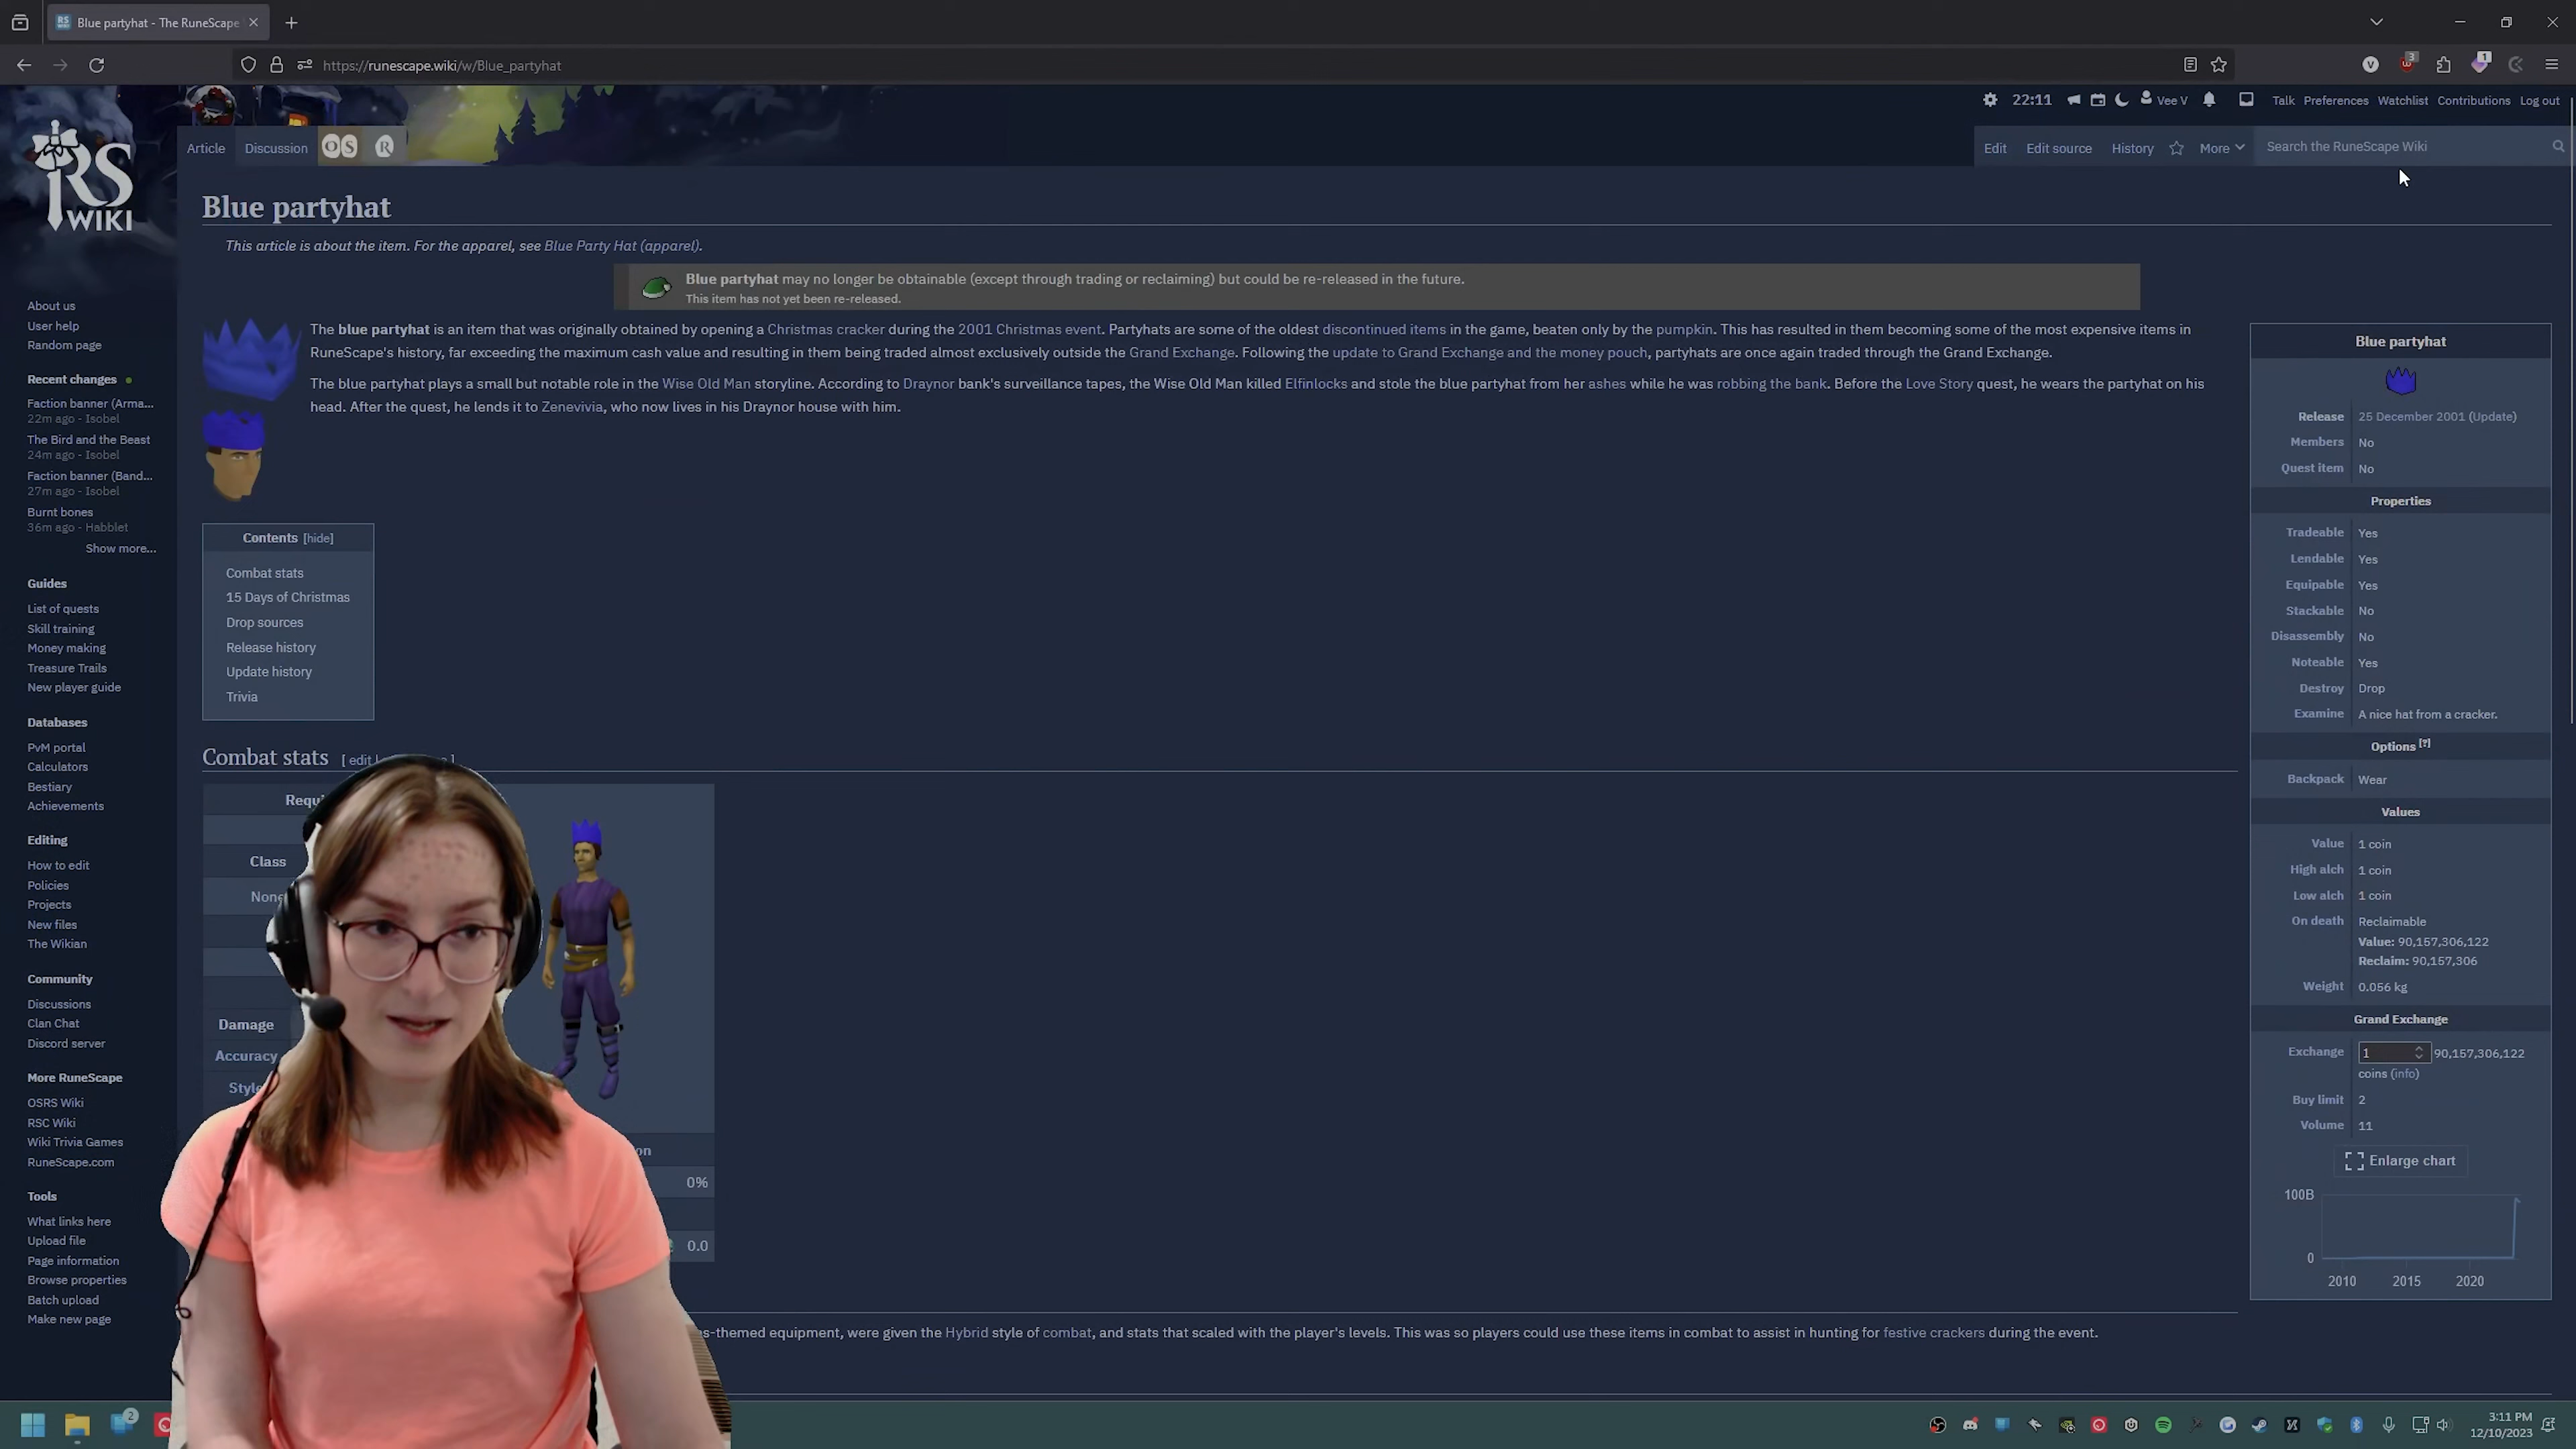 Blue partyhat - The RuneScape
https://runescape.wiki/w/Blue_partyhat
V
3
1
22:11
Vee V
Talk
Preferences
Watchlist
Contributions
Log out
RS
WIKI
Article
Discussion
OS
R
Edit
Edit source
History
More
Search the RuneScape Wiki
Blue partyhat
This article is about the item. For the apparel, see Blue Party Hat (apparel).
Blue partyhat may no longer be obtainable (except through trading or reclaiming) but could be re-released in the future.
This item has not yet been re-released.
The blue partyhat is an item that was originally obtained by opening a Christmas cracker during the 2001 Christmas event. Partyhats are some of the oldest discontinued items in the game, beaten only by the pumpkin. This has resulted in them becoming some of the most expensive items in
RuneScape's history, far exceeding the maximum cash value and resulting in them being traded almost exclusively outside the Grand Exchange. Following the update to Grand Exchange and the money pouch, partyhats are once again traded through the Grand Exchange.
The blue partyhat plays a small but notable role in the Wise Old Man storyline. According to Draynor bank's surveillance tapes, the Wise Old Man killed Elfinlocks and stole the blue partyhat from her ashes while he was robbing the bank. Before the Love Story quest, he wears the partyhat on his
head. After the quest, he lends it to Zenevivia, who now lives in his Draynor house with him.
About us
User help
Random page
Recent changes
Faction banner (Arma...
22m ago - Isobel
The Bird and the Beast
24m ago - Isobel
Faction banner (Band...
27m ago - Isobel
Burnt bones
36m ago - Habblet
Show more...
Guides
List of quests
Skill training
Money making
Treasure Trails
New player guide
Databases
PvM portal
Calculators
Bestiary
Achievements
Editing
How to edit
Policies
Projects
New files
The Wikian
Community
Discussions
Clan Chat
Discord server
More RuneScape
OSRS Wiki
RSC Wiki
Wiki Trivia Games
RuneScape.com
Tools
What links here
Upload file
Page information
Browse properties
Batch upload
Make new page
Contents [hide]
Combat stats
15 Days of Christmas
Drop sources
Release history
Update history
Trivia
Combat stats [ edit
Requi
Class
None
Damage
Accuracy
Style
on
0%
0.0
s-themed equipment, were given the Hybrid style of combat, and stats that scaled with the player's levels. This was so players could use these items in combat to assist in hunting for festive crackers during the event.
Blue partyhat
Release 25 December 2001 (Update)
Members No
Quest item No
Properties
Tradeable Yes
Lendable Yes
Equipable Yes
Stackable No
Disassembly No
Noteable Yes
Destroy Drop
Examine A nice hat from a cracker.
Options [?]
Backpack Wear
Values
Value 1 coin
High alch 1 coin
Low alch 1 coin
On death Reclaimable
Value: 90,157,306,122
Reclaim: 90,157,306
Weight 0.056 kg
Grand Exchange
Exchange 1 90,157,306,122
coins (info)
Buy limit 2
Volume 11
Enlarge chart
100B
0
2010 2015 2020
2
3:11 PM
12/10/2023